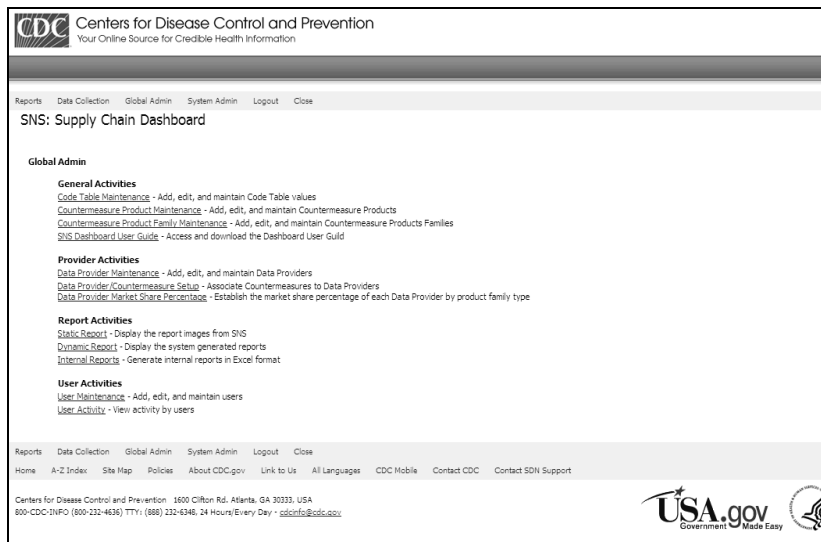 CDC Centers for Disease Control and Prevention
Your Online Source for Credible Health Information
Reports Data Collection Global Admin System Admin Logout Close
SNS: Supply Chain Dashboard
Global Admin
General Activities
Code Table Maintenance - Add, edit, and maintain Code Table values
Countermeasure Product Maintenance - Add, edit, and maintain Countermeasure Products
Countermeasure Product Family Maintenance - Add, edit, and maintain Countermeasure Products Families
SNS Dashboard User Guide - Access and download the Dashboard User Guild
Provider Activities
Data Provider Maintenance - Add, edit, and maintain Data Providers
Data Provider/Countermeasure Setup - Associate Countermeasures to Data Providers
Data Provider Market Share Percentage - Establish the market share percentage of each Data Provider by product family type
Report Activities
Static Report - Display the report images from SNS
Dynamic Report - Display the system generated reports
Internal Reports - Generate internal reports in Excel format
User Activities
User Maintenance - Add, edit, and maintain users
User Activity - View activity by users
Reports Data Collection Global Admin System Admin Logout Close
Home A-Z Index Site Map Policies About CDC.gov Link to Us All Languages CDC Mobile Contact CDC Contact SDN Support
Centers for Disease Control and Prevention 1600 Clifton Rd. Atlanta, GA 30333, USA
800-CDC-INFO (800-232-4636) TTY: (888) 232-6348, 24 Hours/Every Day - cdcinfo@cdc.gov
USA.gov
Government Made Easy